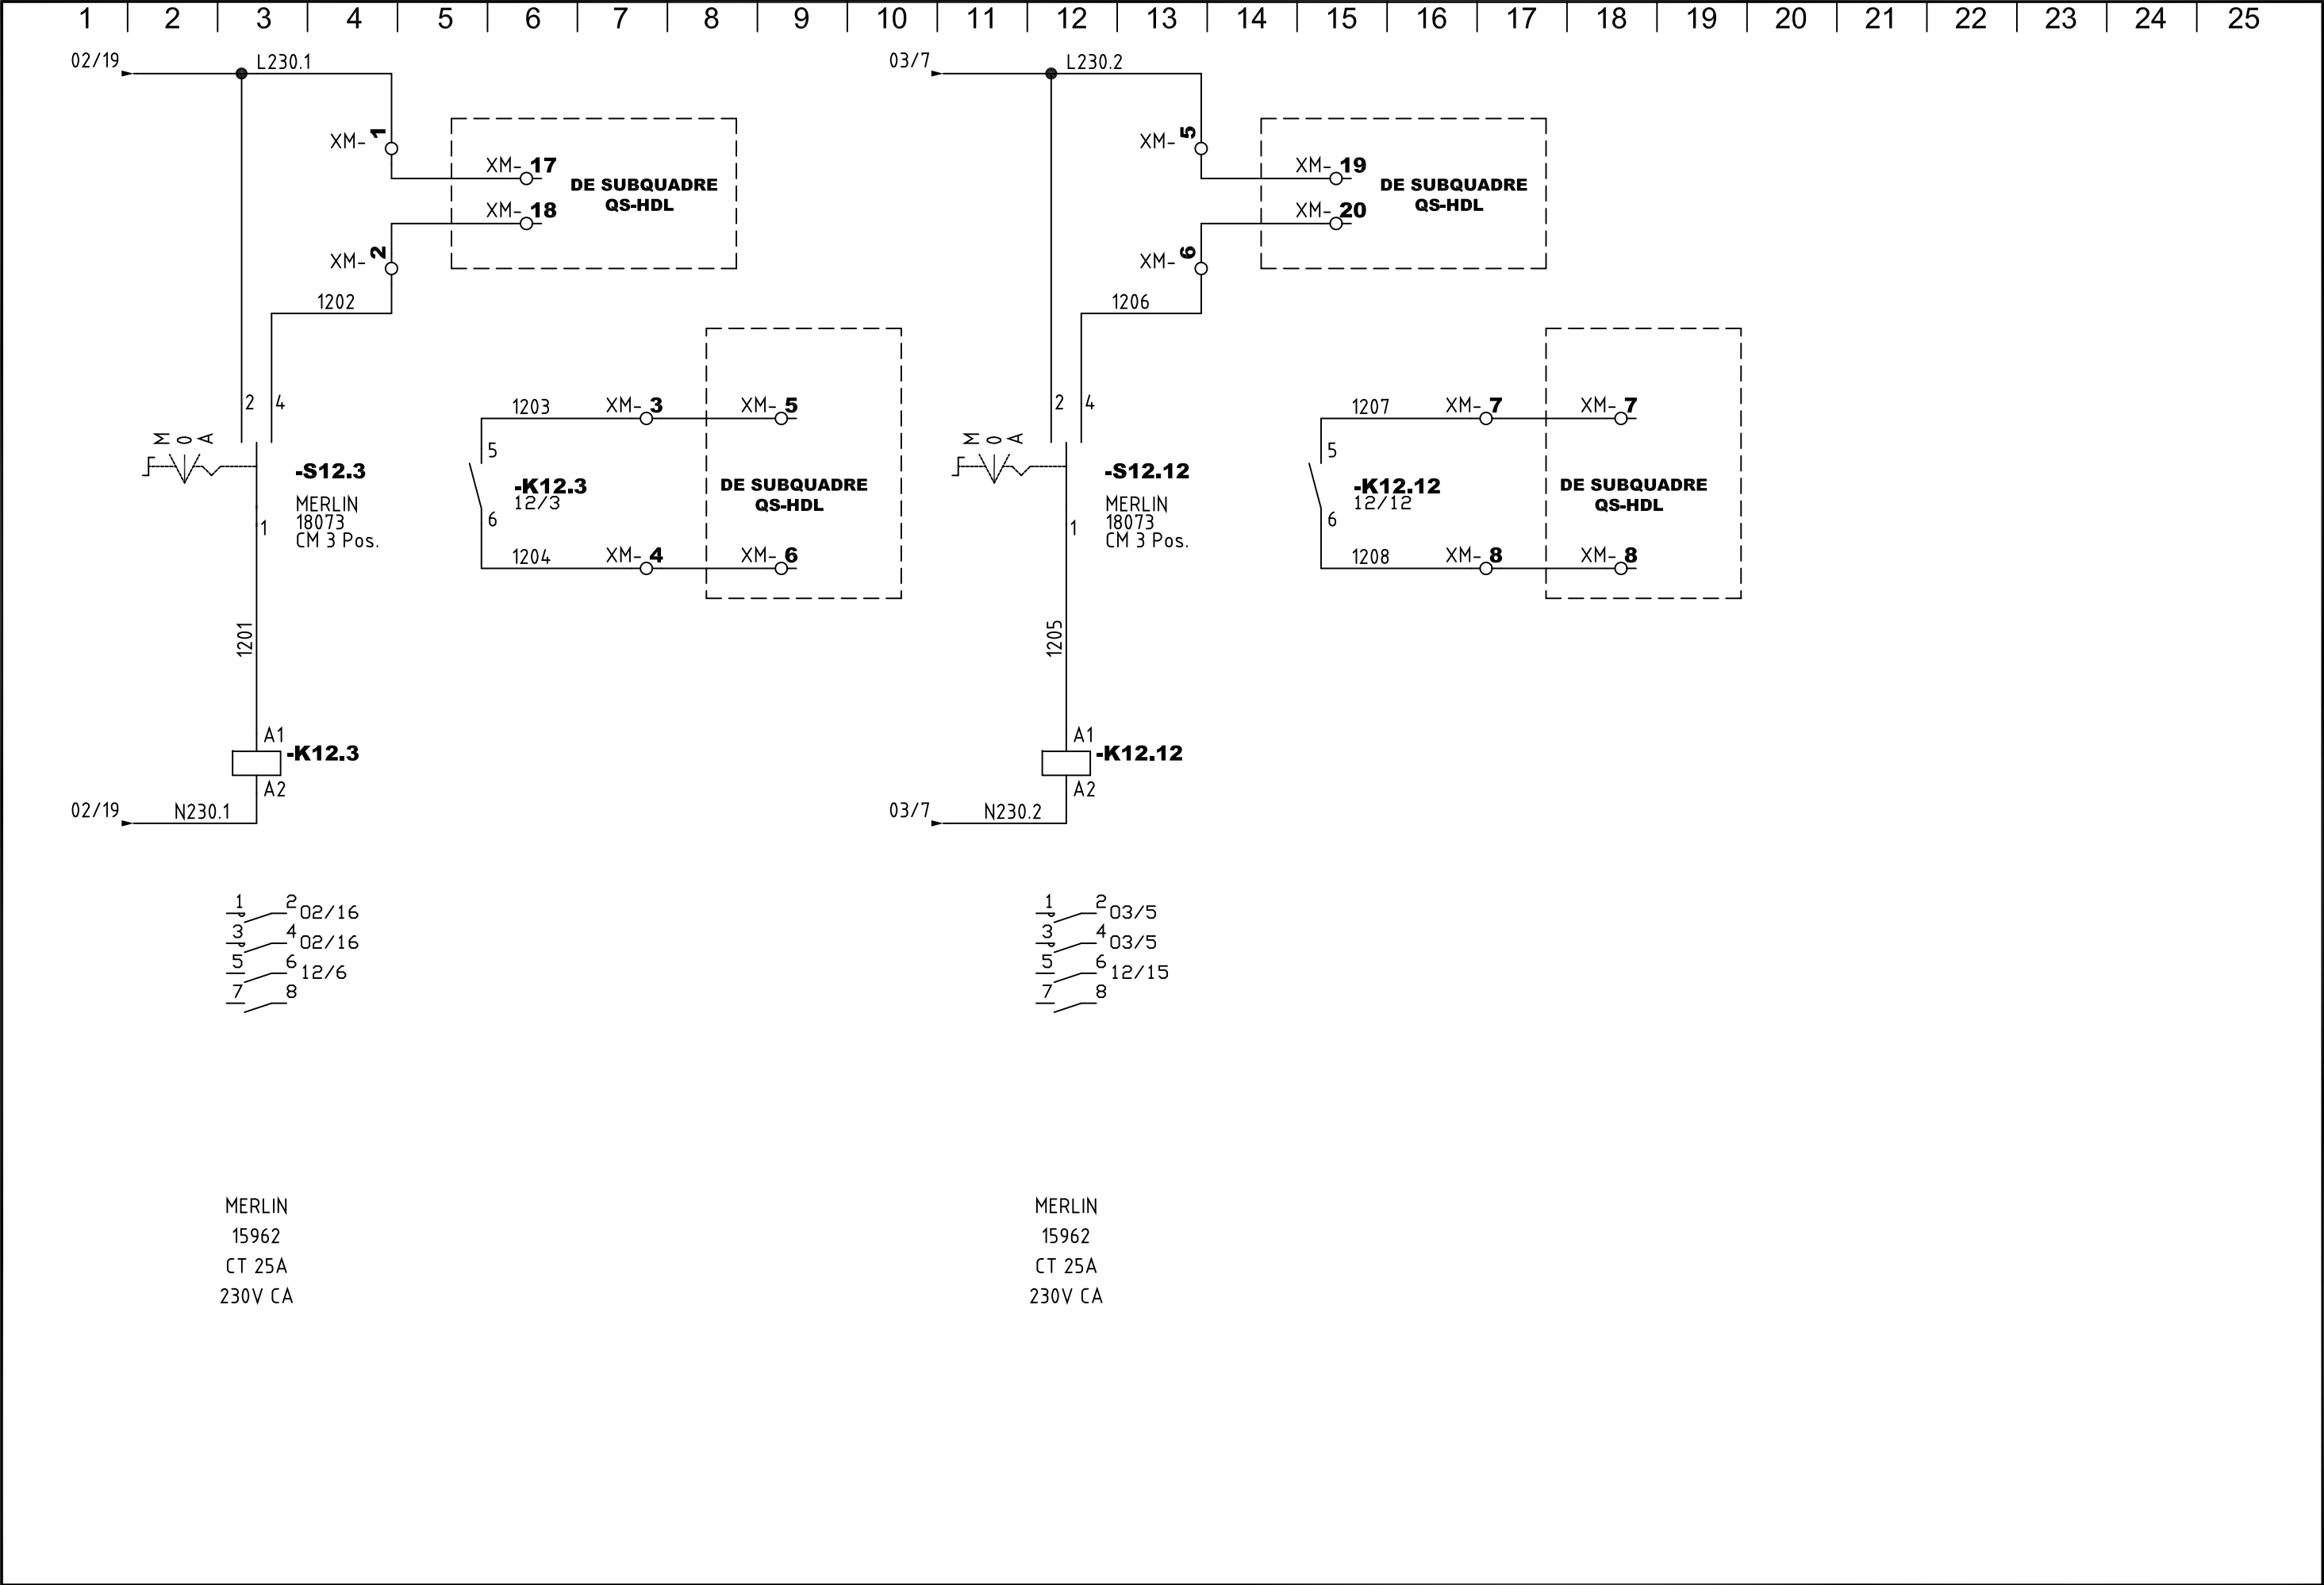 1 2 3 4 5 6 7 8 9 10 11 12 13 14 15 16 17 18 19 20 21 22 23 24 25
02/19 L230.1
XM- 1
XM- 17
DE SUBQUADRE
QS-HDL
XM- 18
XM- 2
1202
2 4
M O A
-S12.3
MERLIN
18073
CM 3 Pos.
1
1203 XM- 3 XM- 5
5
-K12.3
12/3
6
DE SUBQUADRE
QS-HDL
1204 XM- 4 XM- 6
1201
A1
-K12.3
A2
02/19 N230.1
1 2 02/16
3 4 02/16
5 6 12/6
7 8
MERLIN
15962
CT 25A
230V CA
03/7 L230.2
XM- 5
XM- 19
DE SUBQUADRE
QS-HDL
XM- 20
XM- 6
1206
2 4
M O A
-S12.12
MERLIN
18073
CM 3 Pos.
1
1207 XM- 7 XM- 7
5
-K12.12
12/12
6
DE SUBQUADRE
QS-HDL
1208 XM- 8 XM- 8
1205
A1
-K12.12
A2
03/7 N230.2
1 2 03/5
3 4 03/5
5 6 12/15
7 8
MERLIN
15962
CT 25A
230V CA